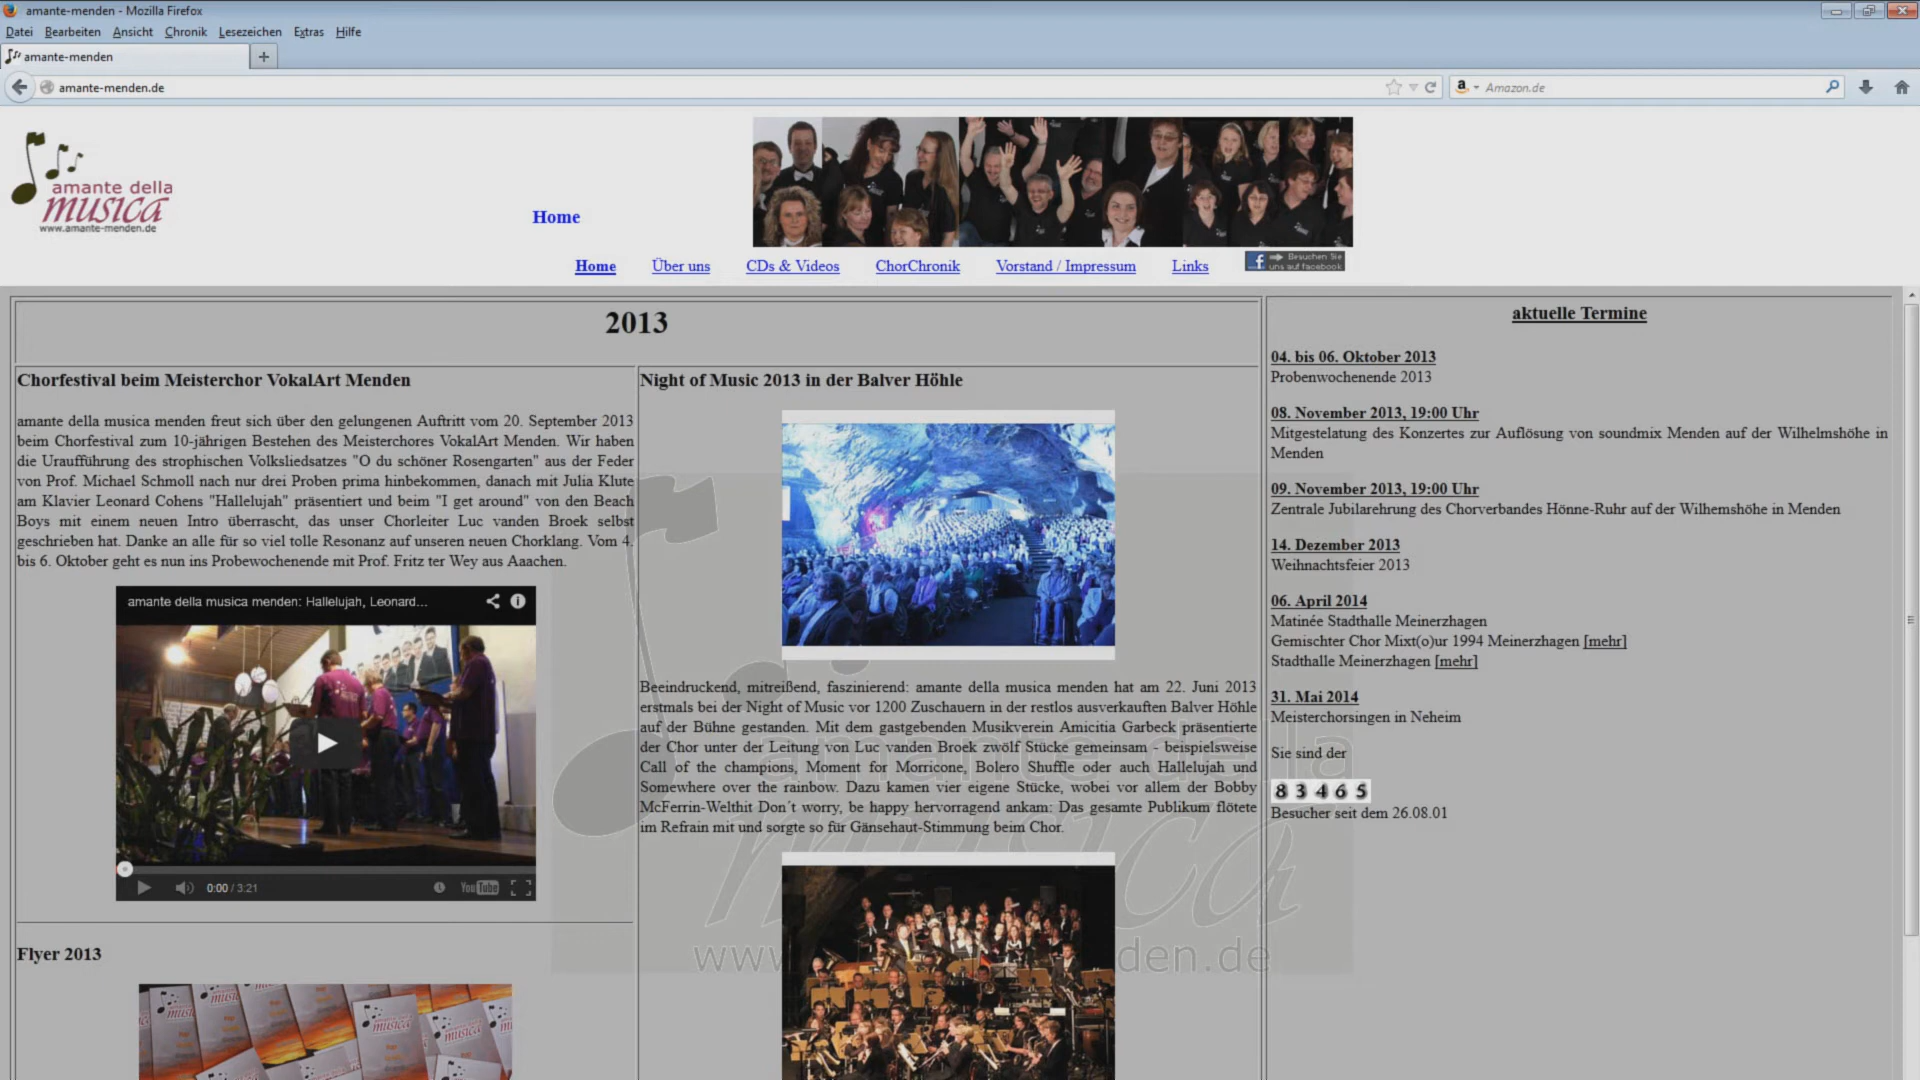 amante-menden - Mozilla Firefox
Datei Bearbeiten Ansicht Chronik Lesezeichen Extras Hilfe
amante-menden
amante-menden.de
Amazon.de
amante della
musica
www.amante-menden.de
Home
Home Über uns CDs & Videos ChorChronik Vorstand / Impressum Links
Besuchen Sie
uns auf facebook
2013
Chorfestival beim Meisterchor VokalArt Menden
amante della musica menden freut sich über den gelungenen Auftritt vom 20. September 2013
beim Chorfestival zum 10-jährigen Bestehen des Meisterchores VokalArt Menden. Wir haben
die Uraufführung des strophischen Volksliedsatzes "O du schöner Rosengarten" aus der Feder
von Prof. Michael Schmoll nach nur drei Proben prima hinbekommen, danach mit Julia Klute
am Klavier Leonard Cohens "Hallelujah" präsentiert und beim "I get around" von den Beach
Boys mit einem neuen Intro überrascht, das unser Chorleiter Luc vanden Broek selbst
geschrieben hat. Danke an alle für so viel tolle Resonanz auf unseren neuen Chorklang. Vom 4.
bis 6. Oktober geht es nun ins Probewochenende mit Prof. Fritz ter Wey aus Aaachen.
amante della musica menden: Hallelujah, Leonard...
0:00 / 3:21
YouTube
Flyer 2013
amante della
musica
Night of Music 2013 in der Balver Höhle
Beeindruckend, mitreißend, faszinierend: amante della musica menden hat am 22. Juni 2013
erstmals bei der Night of Music vor 1200 Zuschauern in der restlos ausverkauften Balver Höhle
auf der Bühne gestanden. Mit dem gastgebenden Musikverein Amicitia Garbeck präsentierte
der Chor unter der Leitung von Luc vanden Broek zwölf Stücke gemeinsam - beispielsweise
Call of the champions, Moment for Morricone, Bolero Shuffle oder auch Hallelujah und
Somewhere over the rainbow. Dazu kamen vier eigene Stücke, wobei vor allem der Bobby
McFerrin-Welthit Don´t worry, be happy hervorragend ankam: Das gesamte Publikum flötete
im Refrain mit und sorgte so für Gänsehaut-Stimmung beim Chor.
amante della
musica
aktuelle Termine
04. bis 06. Oktober 2013
Probenwochenende 2013
08. November 2013, 19:00 Uhr
Mitgestelatung des Konzertes zur Auflösung von soundmix Menden auf der Wilhelmshöhe in
Menden
09. November 2013, 19:00 Uhr
Zentrale Jubilarehrung des Chorverbandes Hönne-Ruhr auf der Wilhemshöhe in Menden
14. Dezember 2013
Weihnachtsfeier 2013
06. April 2014
Matinée Stadthalle Meinerzhagen
Gemischter Chor Mixt(o)ur 1994 Meinerzhagen [mehr]
Stadthalle Meinerzhagen [mehr]
31. Mai 2014
Meisterchorsingen in Neheim
Sie sind der
83465
Besucher seit dem 26.08.01